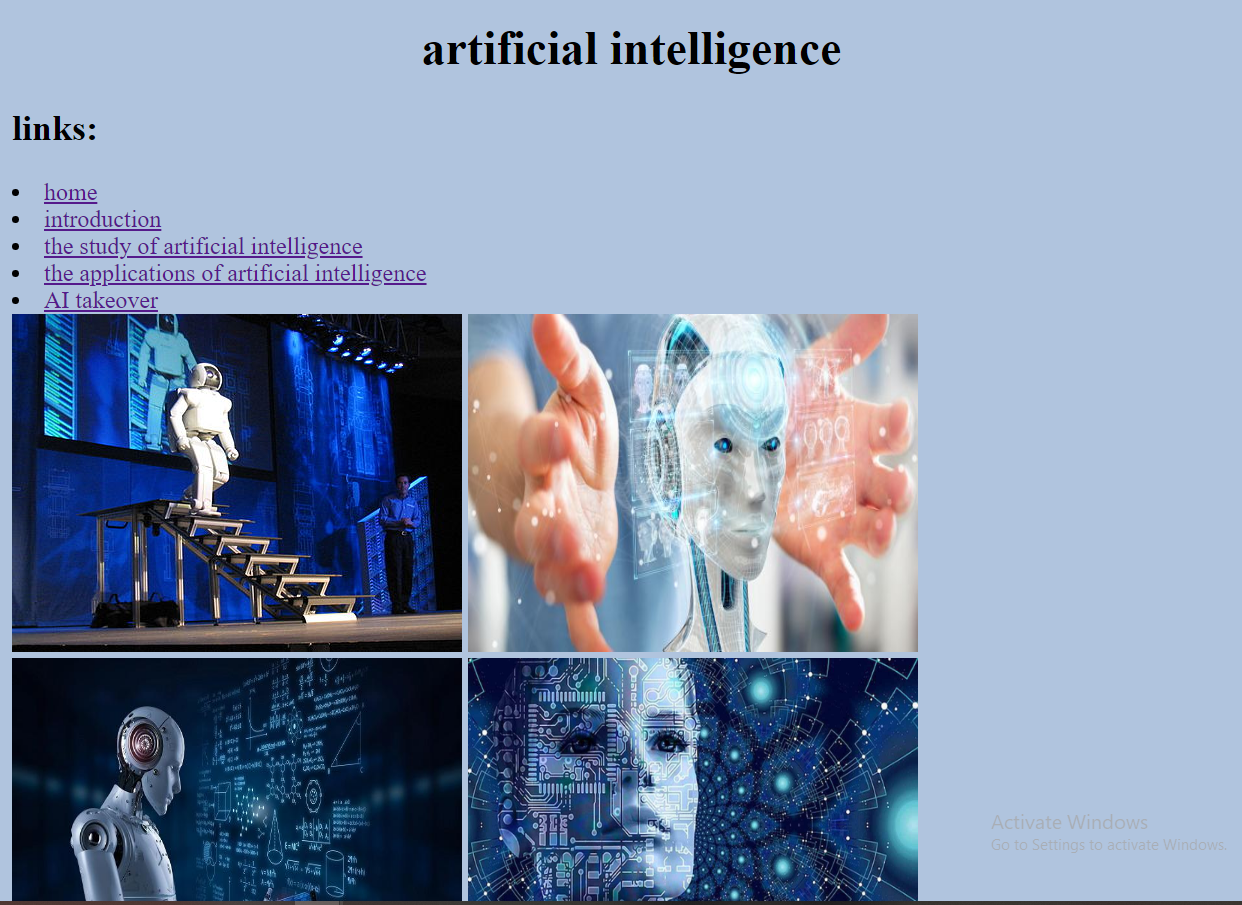 artificial intelligence
links:
home
introduction
the study of artificial intelligence
the applications of artificial intelligence
AI takeover
Activate Windows
Go to Settings to activate Windows.